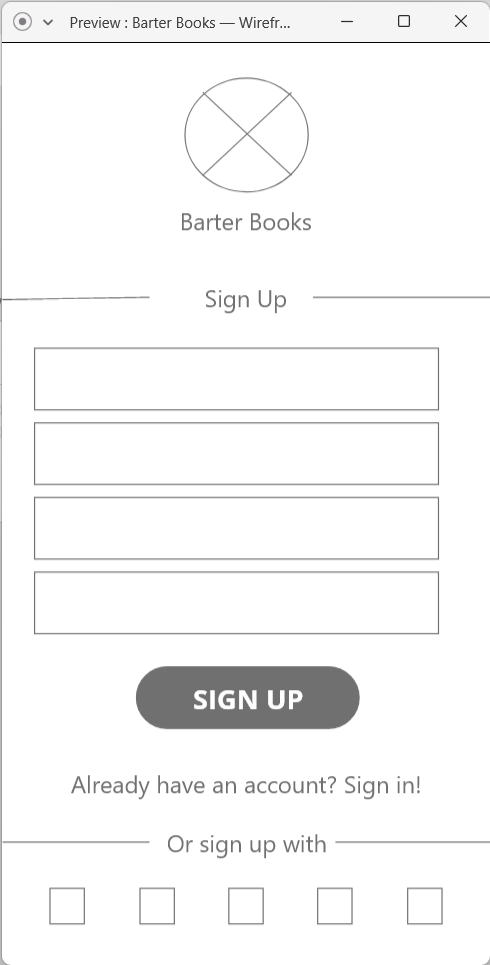 Preview : Barter Books — Wirefr...
Barter Books
Sign Up
SIGN UP
Already have an account? Sign in!
Or sign up with